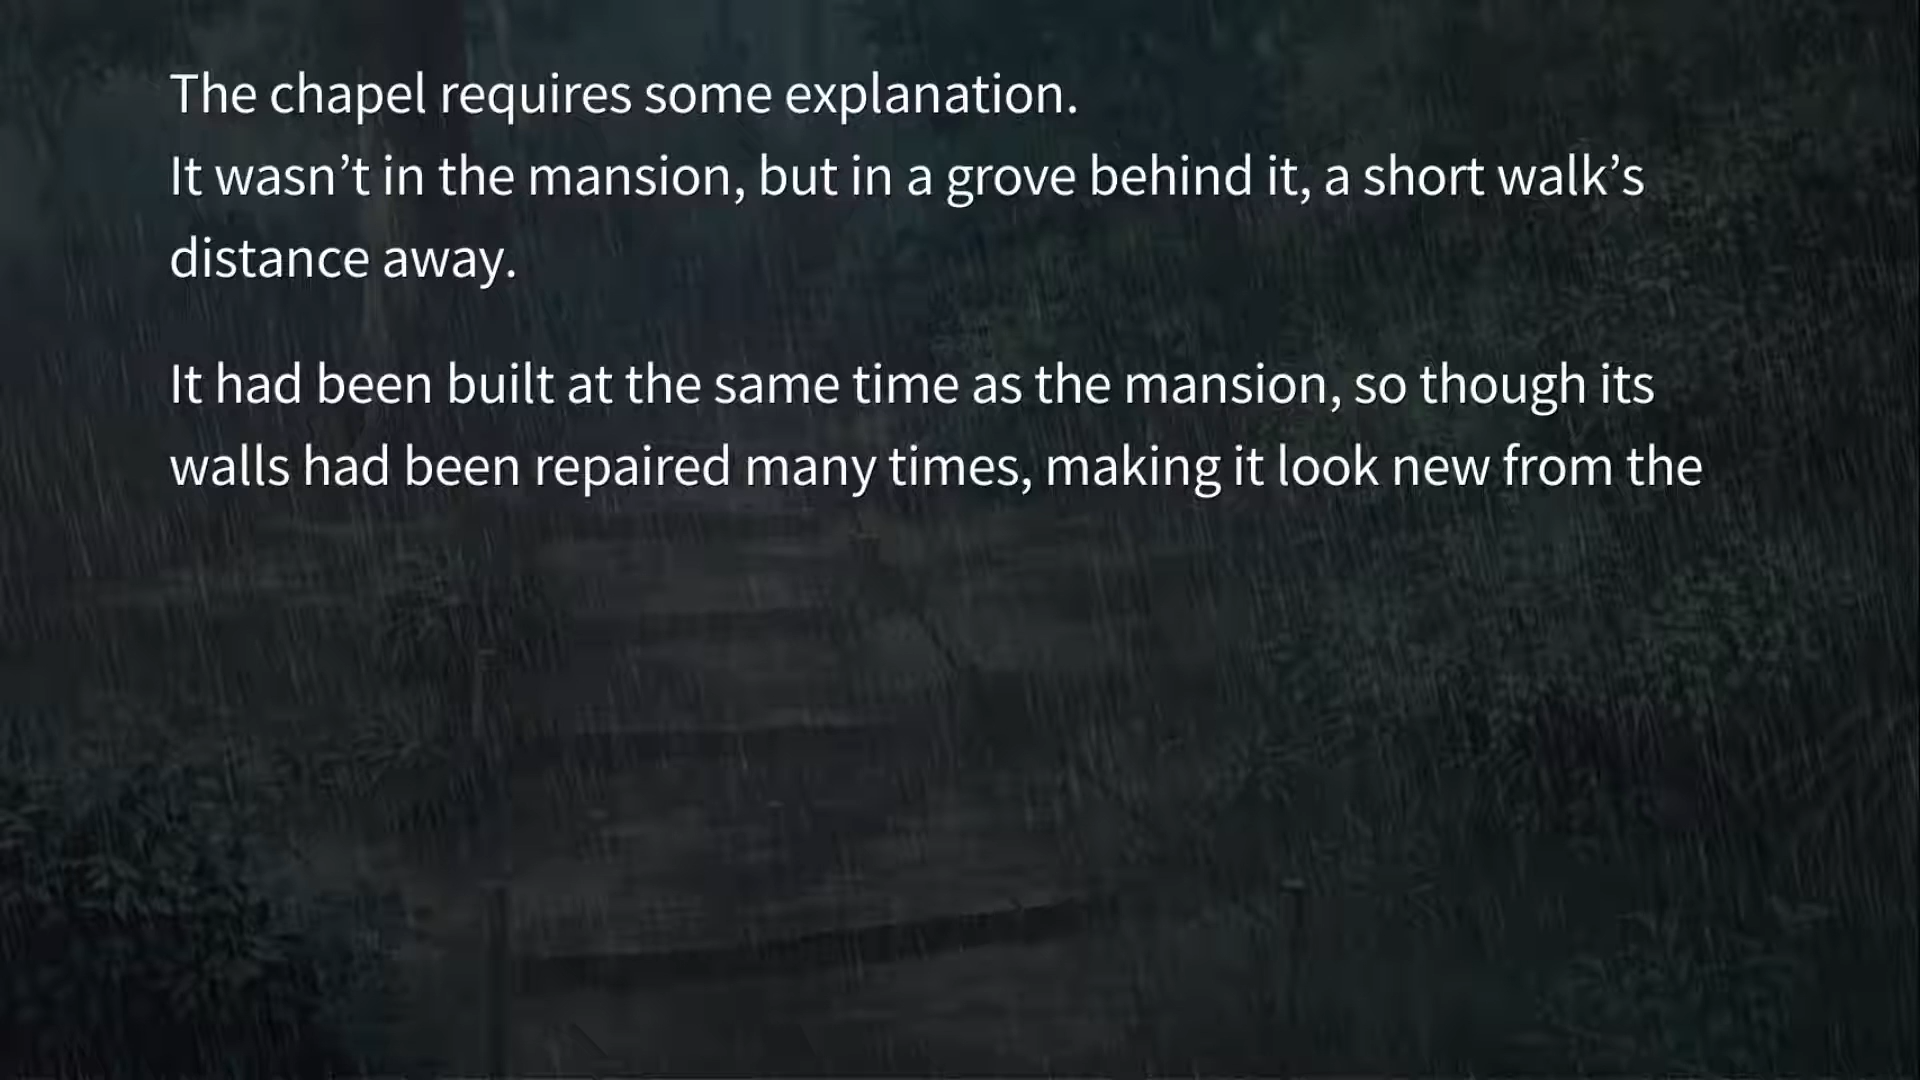 The chapel requires some explanation.
It wasn’t in the mansion, but in a grove behind it, a short walk’s
distance away.
It had been built at the same time as the mansion, so though its
walls had been repaired many times, making it look new from the